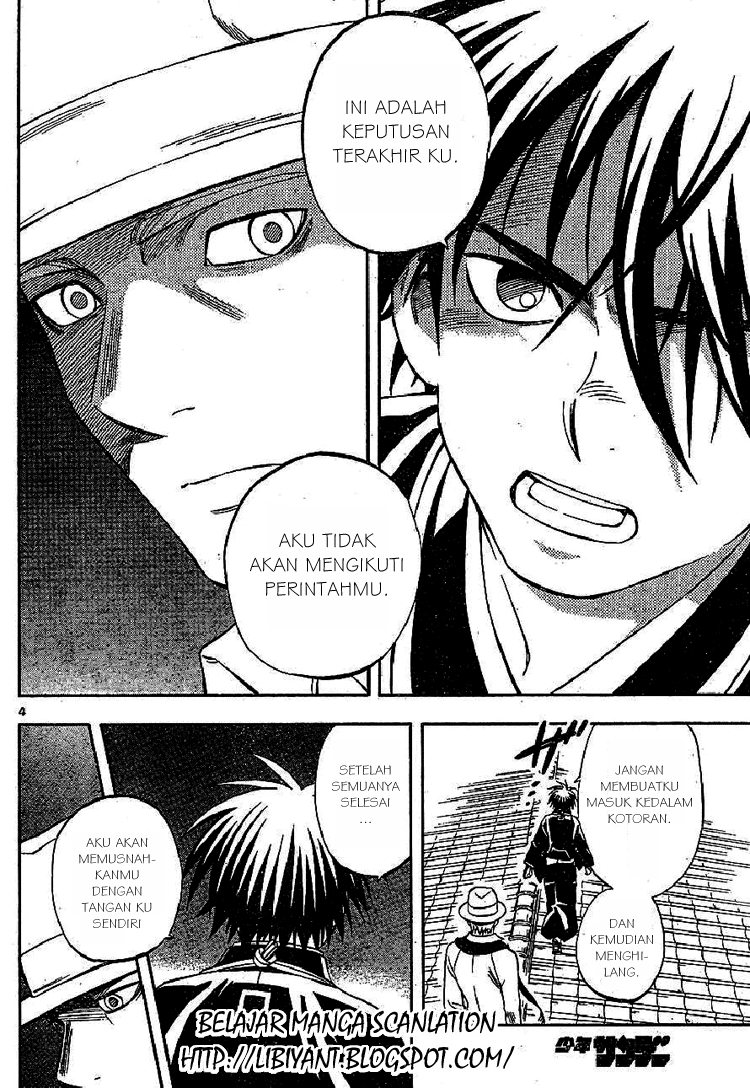 INI ADALAH
KEPUTUSAN
TERAKHIR KU.
AKU TIDAK
AKAN MENGIKUTI
PERINTAHMU.
4
JANGAN
MEMBUATKU
MASUK KEDALAM
KOTORAN.
DAN
KEMUDIAN
MENGHI-
LANG.
SETELAH
SEMUANYA
SELESAI
...
AKU AKAN
MEMUSNAH-
KANMU
DENGAN
TANGAN KU
SENDIRI
BELAJAR MANGA SCANLATION
HTTP://LIBIYANT.BLOGSPOT.COM/